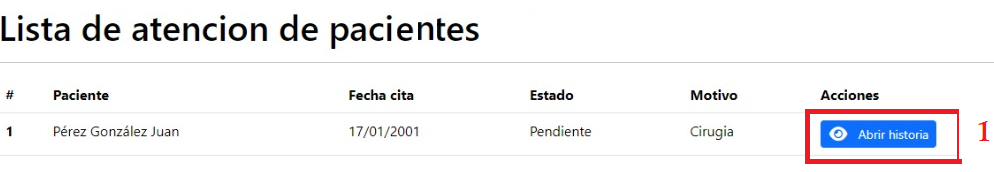 Lista de atencion de pacientes
# Paciente Fecha cita Estado Motivo Acciones
1 Pérez González Juan 17/01/2001 Pendiente Cirugia Abrir historia 1